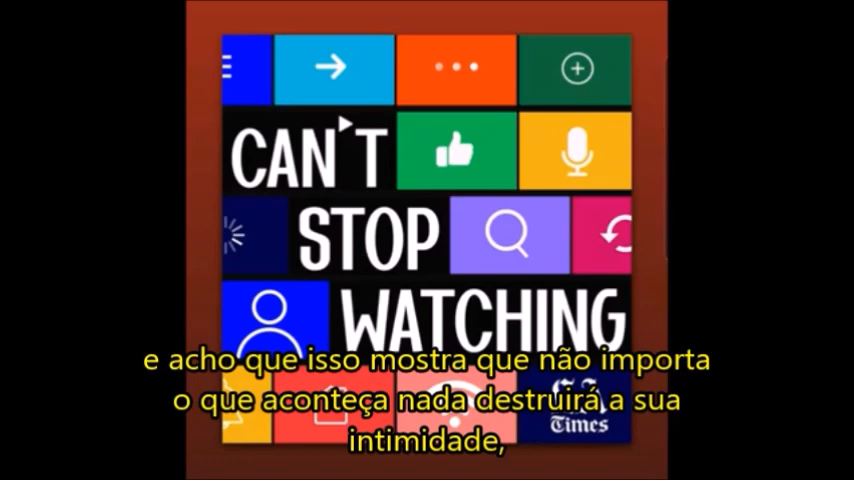 CAN'T
STOP
WATCHING
e acho que isso mostra que não importa
o que aconteça nada destruirá a sua
intimidade,
L.A.
Times